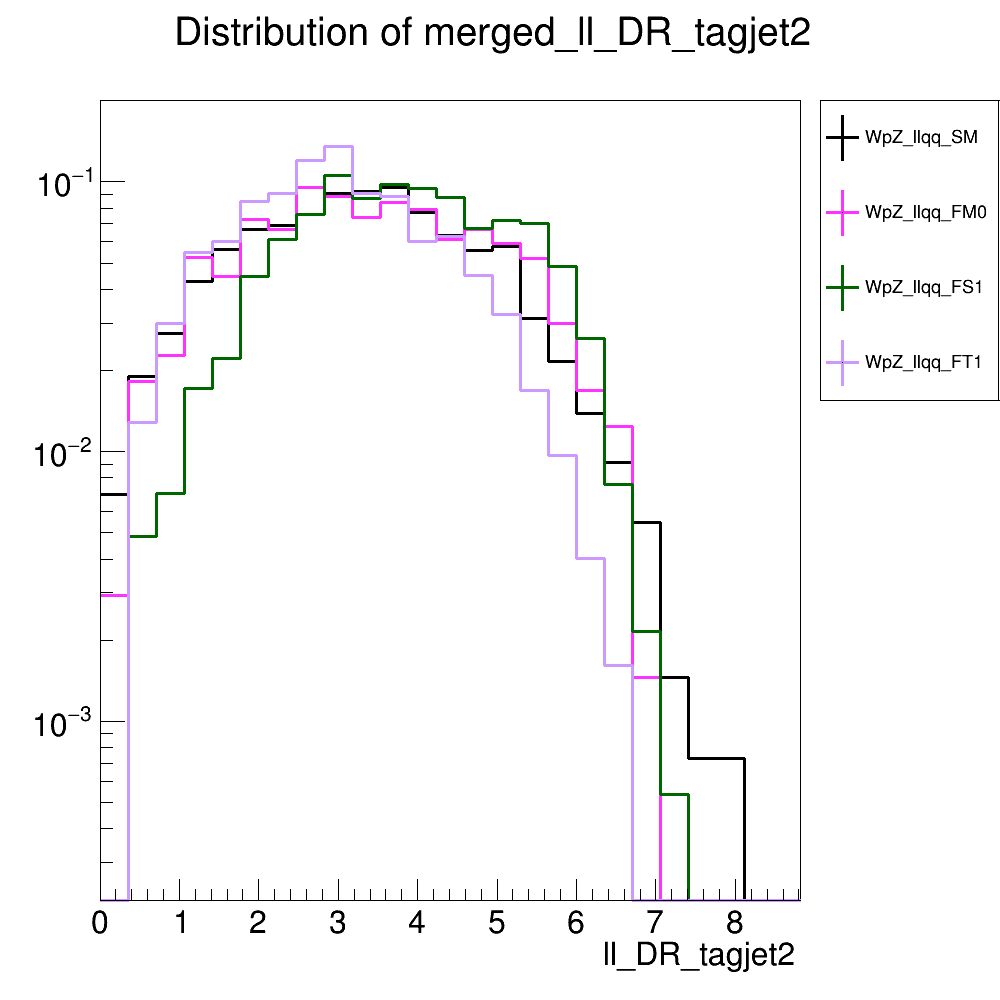 Distribution of merged_ll_DR_tagjet2
10⁻¹
10⁻²
10⁻³
0 1 2 3 4 5 6 7 8
ll_DR_tagjet2
WpZ_llqq_SM
WpZ_llqq_FM0
WpZ_llqq_FS1
WpZ_llqq_FT1